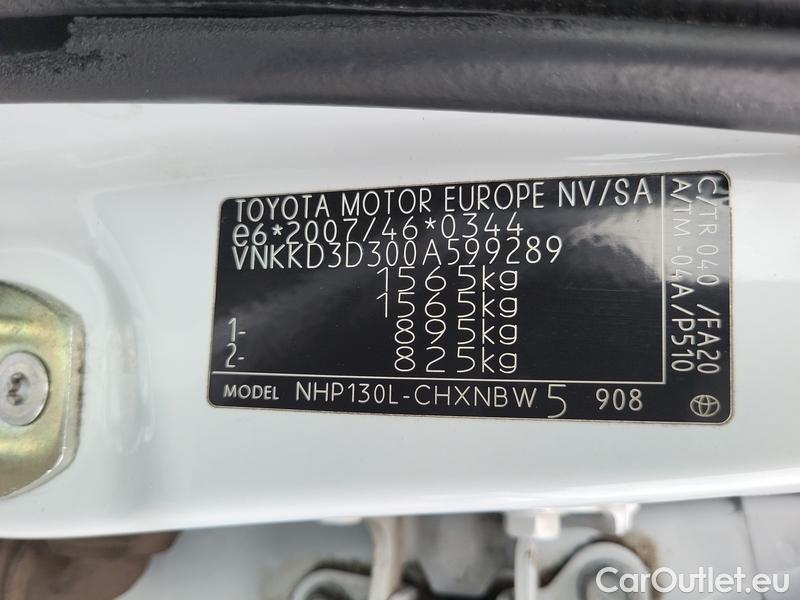 TOYOTA MOTOR EUROPE NV/SA
e6*2007/46*0344
VNKKD3D300A599289
1565kg
1565kg
1- 895kg
2- 825kg
MODEL NHP130L-CHXNBW 5 908
C/TR 040 /FA20
A/TM -04A/P510
CarOutlet.eu